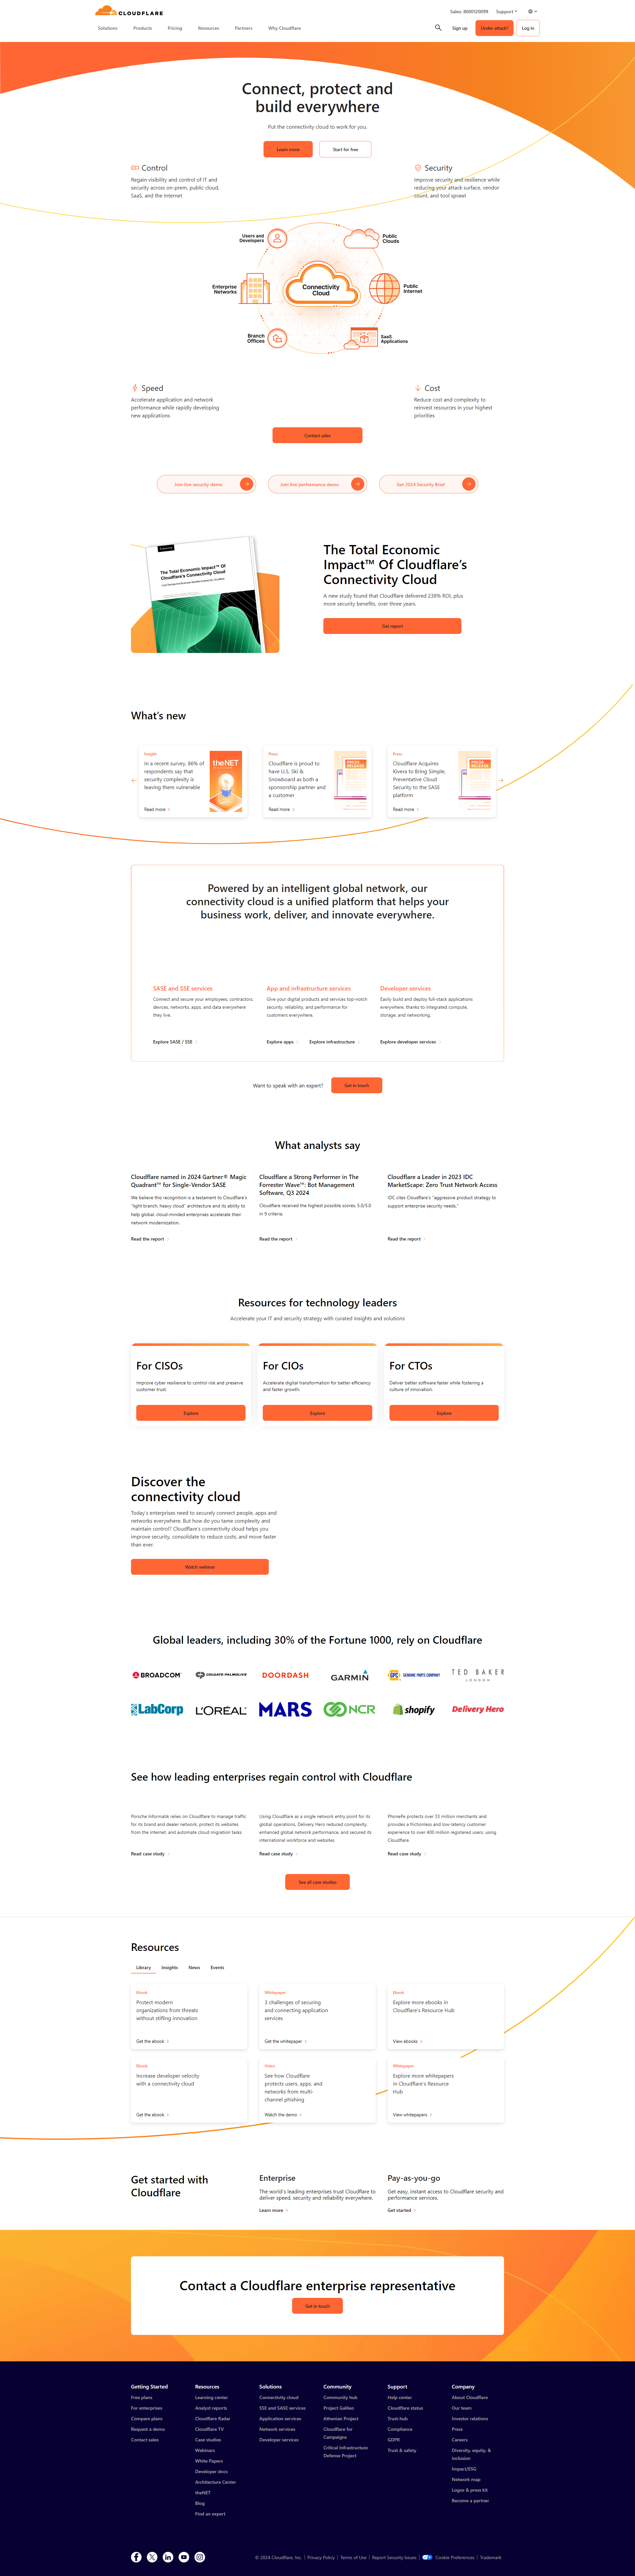 CLOUDFLARE
Sales: 8000120099
Support
Solutions
Products
Pricing
Resources
Partners
Why Cloudflare
Sign up
Under attack?
Log in
Connect, protect and
build everywhere
Put the connectivity cloud to work for you.
Learn more
Start for free
Control
Regain visibility and control of IT and
security across on-prem, public cloud,
SaaS, and the Internet
Security
Improve security and resilience while
reducing your attack surface, vendor
count, and tool sprawl
Users and
Developers
Public
Clouds
Enterprise
Networks
Connectivity
Cloud
Public
Internet
Branch
Offices
SaaS
Applications
Speed
Accelerate application and network
performance while rapidly developing
new applications
Cost
Reduce cost and complexity to
reinvest resources in your highest
priorities
Contact sales
Join live security demo
Join live performance demo
Get 2024 Security Brief
The Total Economic Impact™ Of
Cloudflare's Connectivity Cloud
The Total Economic
Impact™ Of Cloudflare's
Connectivity Cloud
A new study found that Cloudflare delivered 238% ROI, plus
more security benefits, over three years.
Get report
What's new
Insight
In a recent survey, 86% of
respondents say that
security complexity is
leaving them vulnerable
Read more
theNET
Press
Cloudflare is proud to
have U.S. Ski &
Snowboard as both a
sponsorship partner and
a customer
Read more
PRESS
RELEASE
Press
Cloudflare Acquires
Kivera to Bring Simple,
Preventative Cloud
Security to the SASE
platform
Read more
PRESS
RELEASE
Powered by an intelligent global network, our
connectivity cloud is a unified platform that helps your
business work, deliver, and innovate everywhere.
SASE and SSE services
Connect and secure your employees, contractors,
devices, networks, apps, and data everywhere
they live.
Explore SASE / SSE
App and infrastructure services
Give your digital products and services top-notch
security, reliability, and performance for
customers everywhere.
Explore apps
Explore infrastructure
Developer services
Easily build and deploy full-stack applications
everywhere, thanks to integrated compute,
storage, and networking.
Explore developer services
Want to speak with an expert?
Get in touch
What analysts say
Cloudflare named in 2024 Gartner® Magic
Quadrant™ for Single-Vendor SASE
We believe this recognition is a testament to Cloudflare's
"light branch, heavy cloud" architecture and its ability to
help global, cloud-minded enterprises accelerate their
network modernization.
Read the report
Cloudflare a Strong Performer in The
Forrester Wave™: Bot Management
Software, Q3 2024
Cloudflare received the highest possible scores, 5.0/5.0
in 9 criteria
Read the report
Cloudflare a Leader in 2023 IDC
MarketScape: Zero Trust Network Access
IDC cites Cloudflare's "aggressive product strategy to
support enterprise security needs."
Read the report
Resources for technology leaders
Accelerate your IT and security strategy with curated insights and solutions
For CISOs
Improve cyber resilience to control risk and preserve
customer trust.
Explore
For CIOs
Accelerate digital transformation for better efficiency
and faster growth.
Explore
For CTOs
Deliver better software faster while fostering a
culture of innovation.
Explore
Discover the
connectivity cloud
Today's enterprises need to securely connect people, apps and
networks everywhere. But how do you tame complexity and
maintain control? Cloudflare's connectivity cloud helps you
improve security, consolidate to reduce costs, and move faster
than ever.
Watch webinar
Global leaders, including 30% of the Fortune 1000, rely on Cloudflare
BROADCOM
COLGATE-PALMOLIVE
DOORDASH
GARMIN
GPC GENUINE PARTS COMPANY
TED BAKER
LONDON
LabCorp
L'ORÉAL
MARS
NCR
shopify
Delivery Hero
See how leading enterprises regain control with Cloudflare
Porsche Informatik relies on Cloudflare to manage traffic
for its brand and dealer network, protect its websites
from the internet, and automate cloud migration tasks
Read case study
Using Cloudflare as a single network entry point for its
global operations, Delivery Hero reduced complexity,
enhanced global network performance, and secured its
international workforce and websites
Read case study
PhonePe protects over 35 million merchants and
provides a frictionless and low-latency customer
experience to over 400 million registered users, using
Cloudflare.
Read case study
See all case studies
Resources
Library
Insights
News
Events
Ebook
Protect modern
organizations from threats
without stifling innovation
Get the ebook
Whitepaper
3 challenges of securing
and connecting application
services
Get the whitepaper
Ebook
Explore more ebooks in
Cloudflare's Resource Hub
View ebooks
Ebook
Increase developer velocity
with a connectivity cloud
Get the ebook
Video
See how Cloudflare
protects users, apps, and
networks from multi-
channel phishing
Watch the demo
Whitepaper
Explore more whitepapers
in Cloudflare's Resource
Hub
View whitepapers
Get started with
Cloudflare
Enterprise
The world's leading enterprises trust Cloudflare to
deliver speed, security and reliability everywhere.
Learn more
Pay-as-you-go
Get easy, instant access to Cloudflare security and
performance services.
Get started
Contact a Cloudflare enterprise representative
Get in touch
Getting Started
Free plans
For enterprises
Compare plans
Request a demo
Contact sales
Resources
Learning center
Analyst reports
Cloudflare Radar
Cloudflare TV
Case studies
Webinars
White Papers
Developer docs
Architecture Center
theNET
Blog
Find an expert
Solutions
Connectivity cloud
SSE and SASE services
Application services
Network services
Developer services
Community
Community hub
Project Galileo
Athenian Project
Cloudflare for
Campaigns
Critical Infrastructure
Defense Project
Support
Help center
Cloudflare status
Trust hub
Compliance
GDPR
Trust & safety
Company
About Cloudflare
Our team
Investor relations
Press
Careers
Diversity, equity, &
inclusion
Impact/ESG
Network map
Logos & press kit
Become a partner
© 2024 Cloudflare, Inc.
Privacy Policy
Terms of Use
Report Security Issues
Cookie Preferences
Trademark